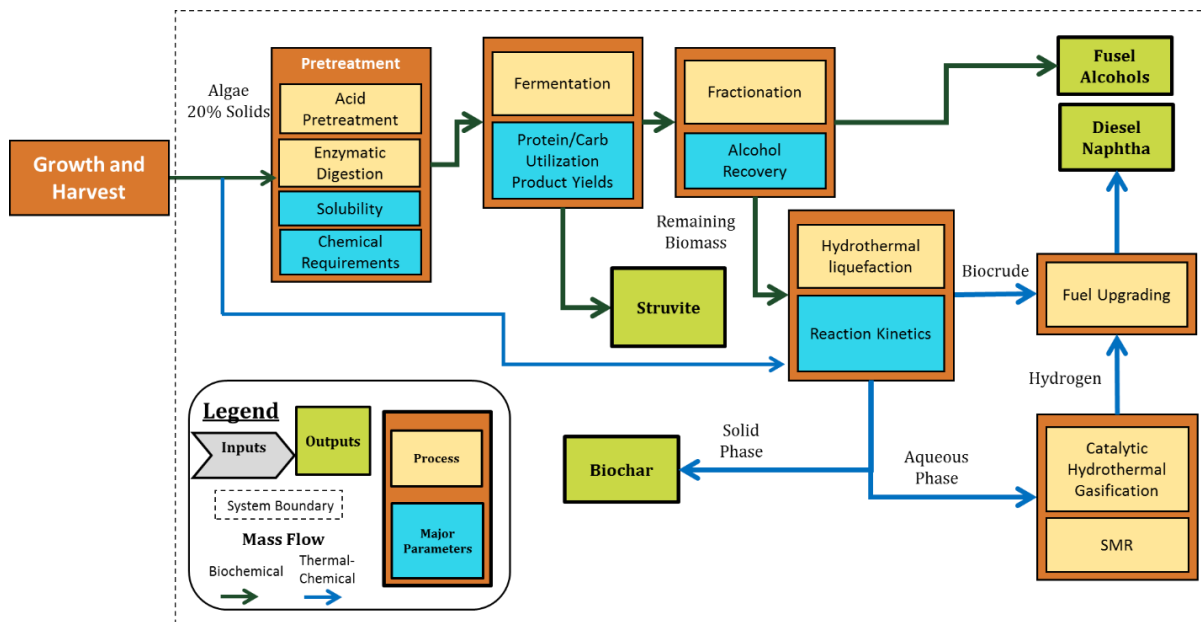 Growth and
Harvest
Algae
20% Solids
Pretreatment
Acid
Pretreatment
Enzymatic
Digestion
Solubility
Chemical
Requirements
Fermentation
Protein/Carb
Utilization
Product Yields
Fractionation
Alcohol
Recovery
Fusel
Alcohols
Diesel
Naphtha
Remaining
Biomass
Struvite
Hydrothermal
liquefaction
Reaction Kinetics
Biocrude
Fuel Upgrading
Hydrogen
Solid
Phase
Biochar
Aqueous
Phase
Catalytic
Hydrothermal
Gasification
SMR
Legend
Inputs
Outputs
Process
Major
Parameters
System Boundary
Mass Flow
Biochemical
Thermal-
Chemical